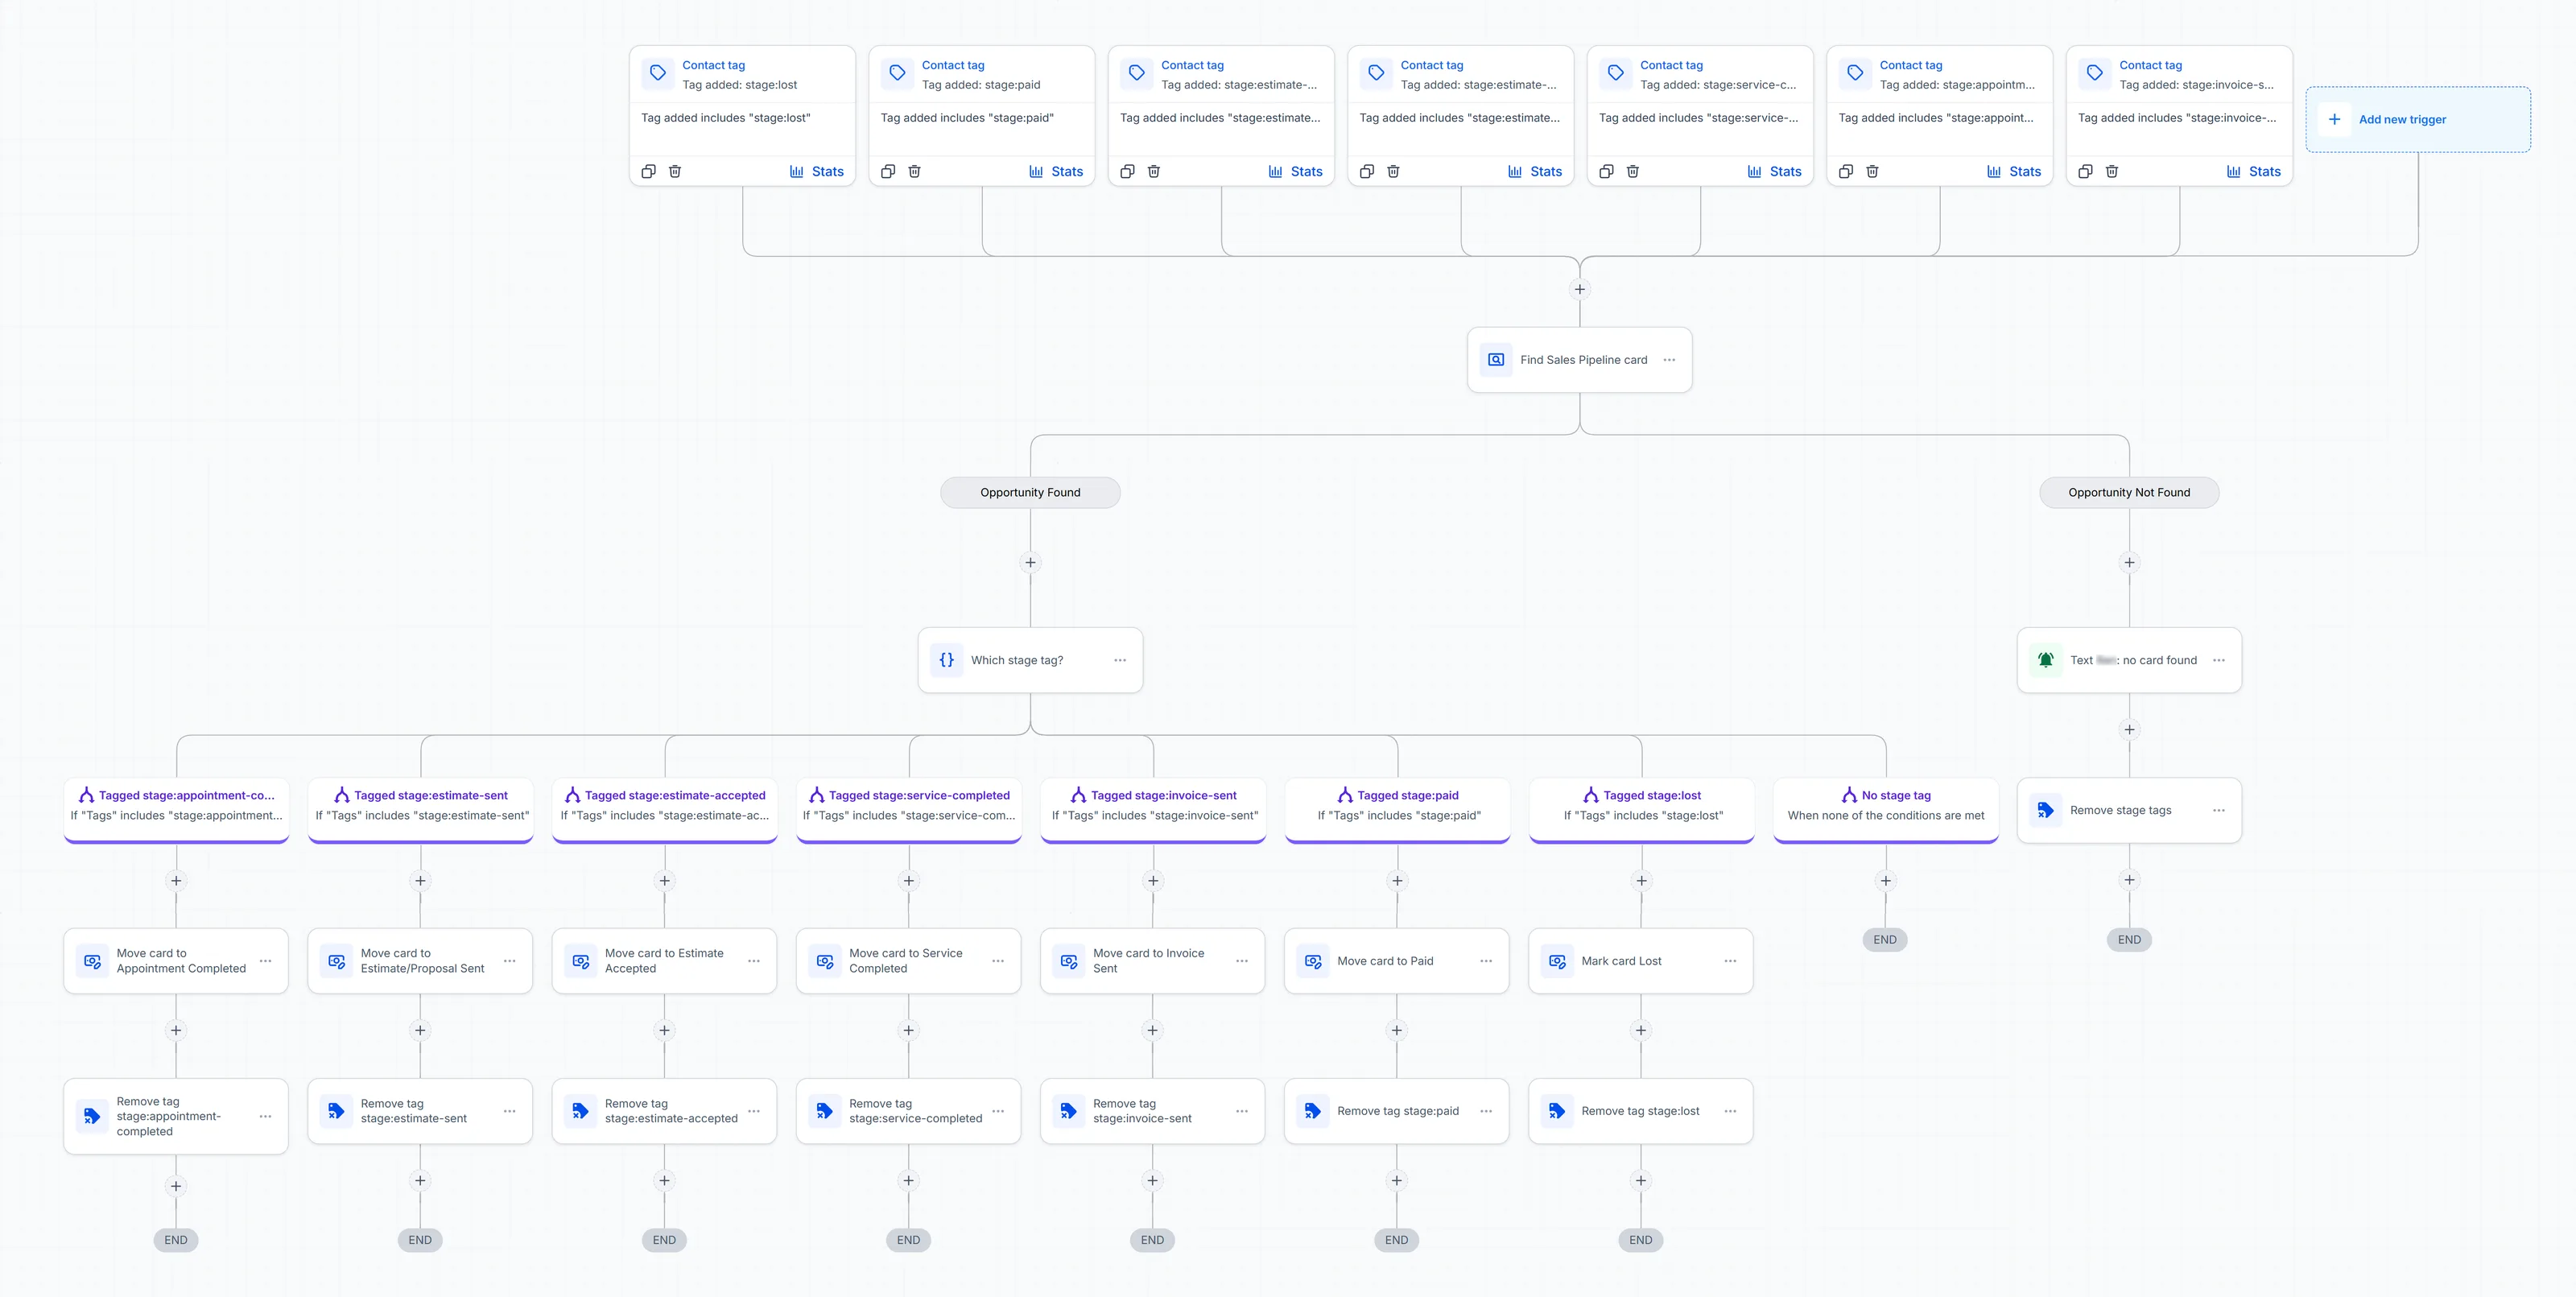 Contact tag
Tag added: stage:lost
Tag added includes "stage:lost"
Stats
Contact tag
Tag added: stage:paid
Tag added includes "stage:paid"
Stats
Contact tag
Tag added: stage:estimate-...
Tag added includes "stage:estimate...
Stats
Contact tag
Tag added: stage:estimate-...
Tag added includes "stage:estimate...
Stats
Contact tag
Tag added: stage:service-c...
Tag added includes "stage:service-...
Stats
Contact tag
Tag added: stage:appointm...
Tag added includes "stage:appoint...
Stats
Contact tag
Tag added: stage:invoice-s...
Tag added includes "stage:invoice-...
Stats
Add new trigger
Find Sales Pipeline card
Opportunity Found
Opportunity Not Found
Which stage tag?
Text : no card found
Tagged stage:appointment-co...
If "Tags" includes "stage:appointment...
Tagged stage:estimate-sent
If "Tags" includes "stage:estimate-sent"
Tagged stage:estimate-accepted
If "Tags" includes "stage:estimate-ac...
Tagged stage:service-completed
If "Tags" includes "stage:service-com...
Tagged stage:invoice-sent
If "Tags" includes "stage:invoice-sent"
Tagged stage:paid
If "Tags" includes "stage:paid"
Tagged stage:lost
If "Tags" includes "stage:lost"
No stage tag
When none of the conditions are met
Remove stage tags
Move card to
Appointment Completed
Move card to
Estimate/Proposal Sent
Move card to Estimate
Accepted
Move card to Service
Completed
Move card to Invoice
Sent
Move card to Paid
Mark card Lost
END
END
Remove tag
stage:appointment-
completed
Remove tag
stage:estimate-sent
Remove tag
stage:estimate-accepted
Remove tag
stage:service-completed
Remove tag
stage:invoice-sent
Remove tag stage:paid
Remove tag stage:lost
END
END
END
END
END
END
END